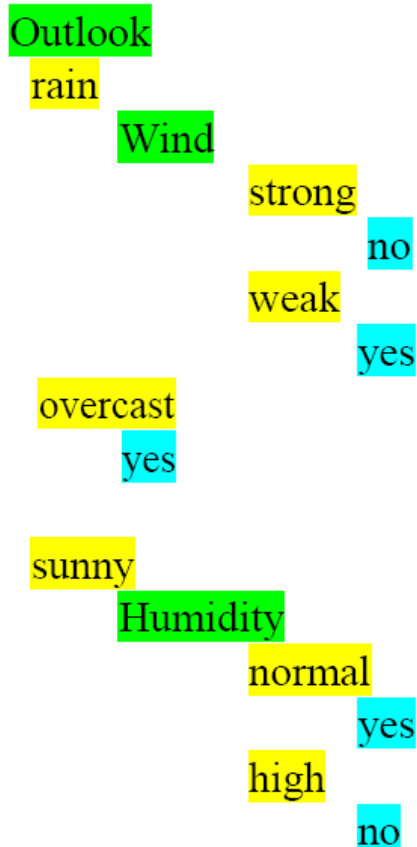 Outlook
rain
Wind
strong
no
weak
yes
overcast
yes
sunny
Humidity
normal
yes
high
no